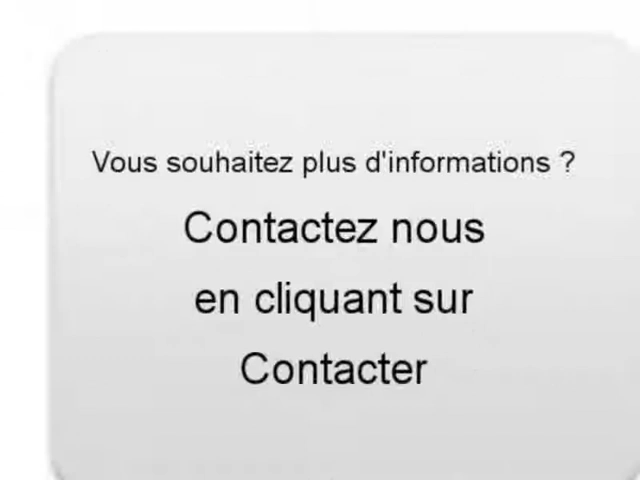 Vous souhaitez plus d'informations ?
Contactez nous
en cliquant sur
Contacter